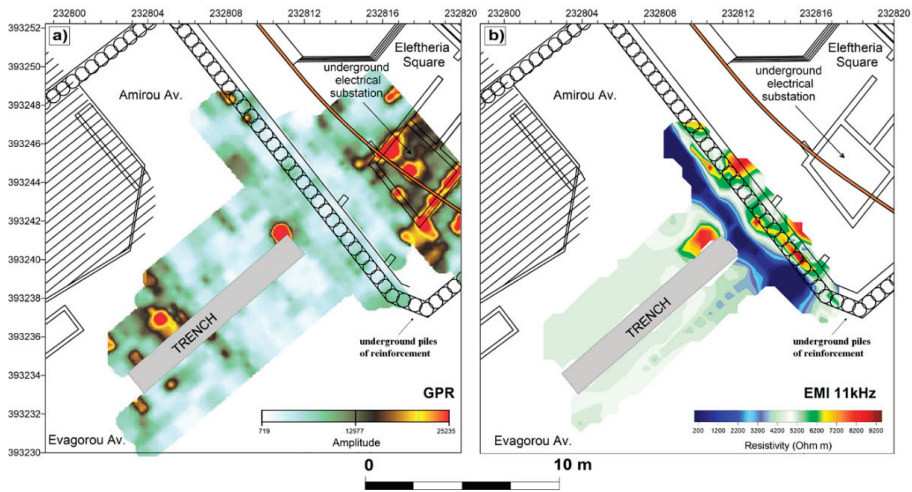 232800 232804 232808 232812 232816 232800 232804 232808 232812 232816 232820
393252
393250
393248
393246
393244
393242
393240
393238
393236
393234
393232
393230
a)
Amirou Av.
underground
electrical
substation
Eleftheria
Square
TRENCH
underground piles
of reinforcement
GPR
719 12977 25235
Amplitude
Evagorou Av.
b)
Amirou Av.
underground
electrical
substation
Eleftheria
Square
TRENCH
underground piles
of reinforcement
EMI 11kHz
200 1200 2200 3200 4200 5200 6200 7200 8200 9200
Resistivity (Ohm m)
Evagorou Av.
0 10 m